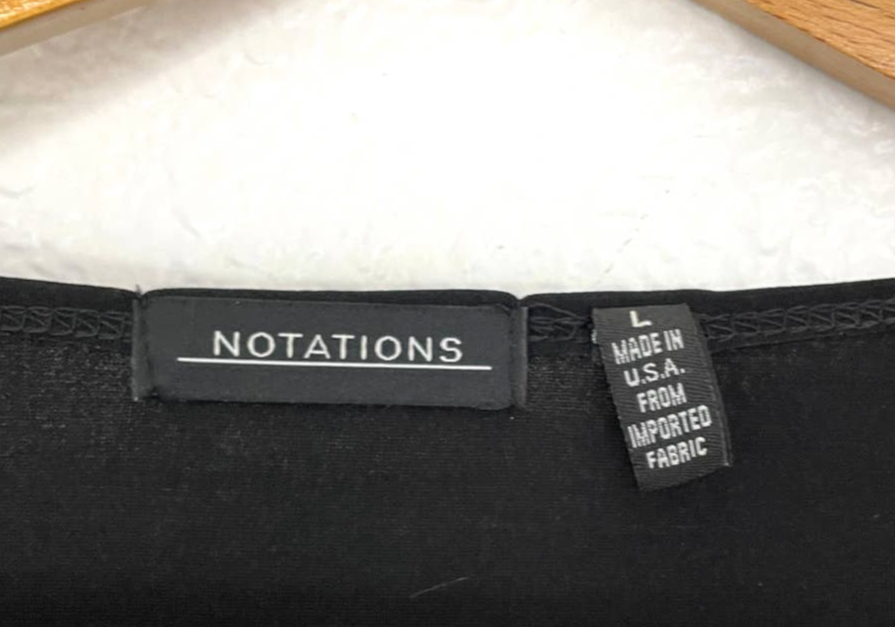 NOTATIONS
L
MADE IN
U.S.A.
FROM
IMPORTED
FABRIC